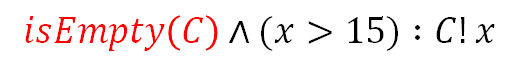 isEmpty(C) ∧ (x > 15) : C! x